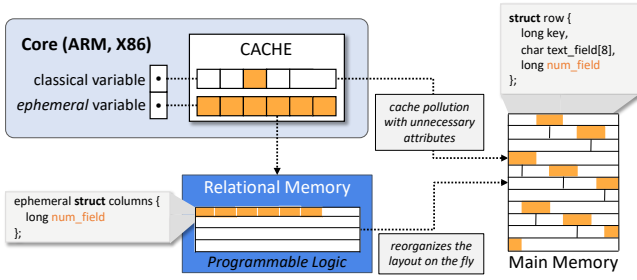 Core (ARM, X86)
CACHE
classical variable
ephemeral variable
struct row {
long key,
char text_field[8],
long num_field
};
cache pollution
with unnecessary
attributes
Relational Memory
ephemeral struct columns {
long num_field
};
Programmable Logic
reorganizes the
layout on the fly
Main Memory